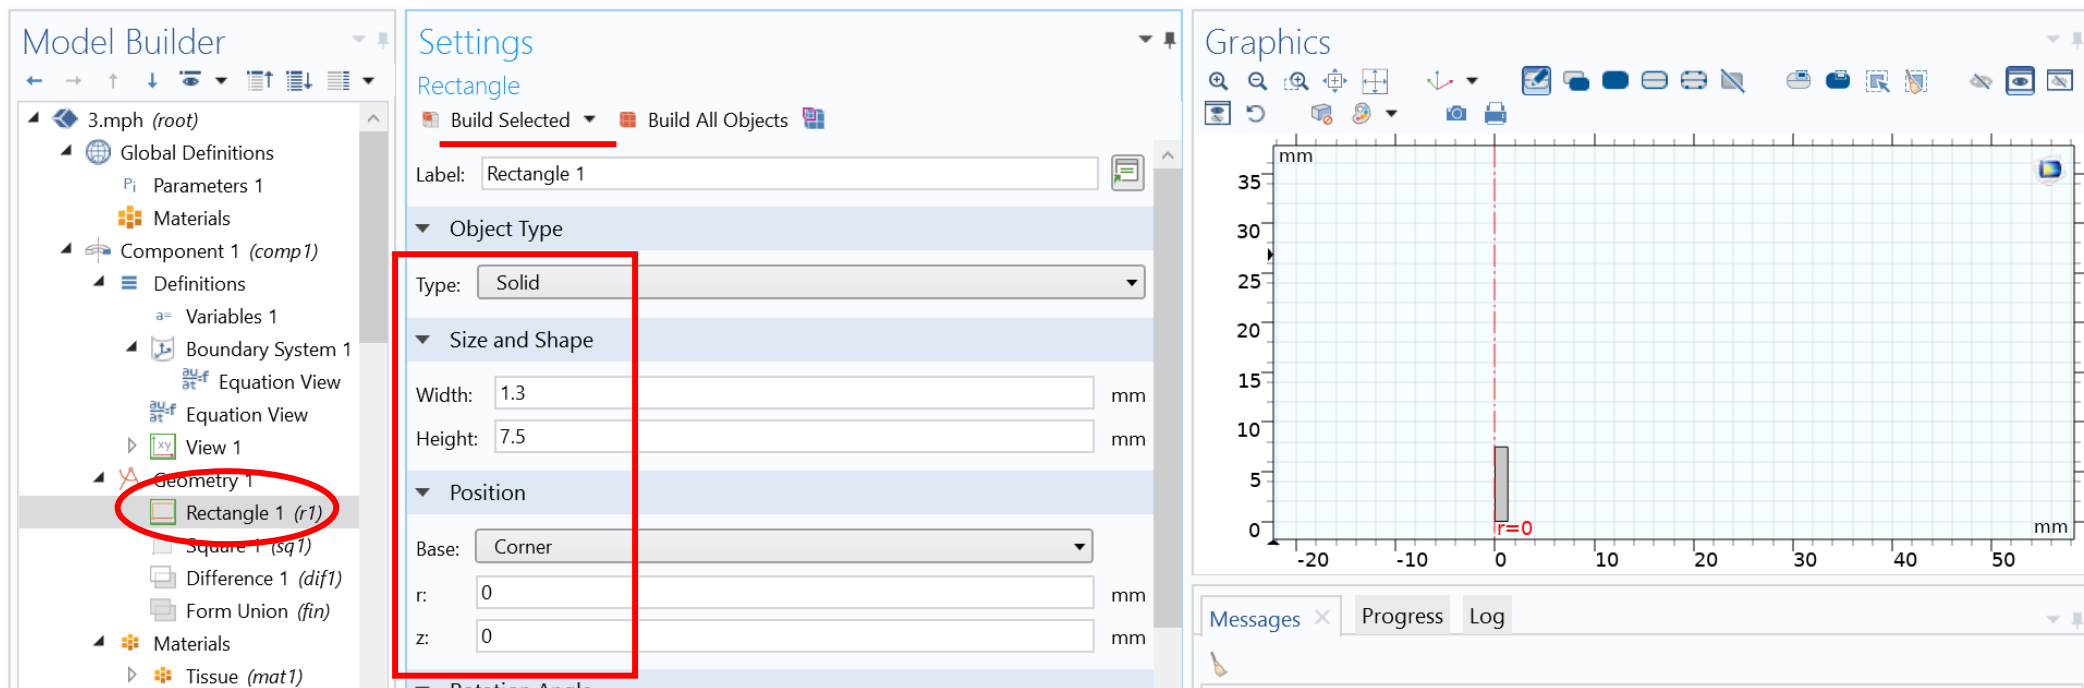 Model Builder
3.mph (root)
Global Definitions
Pi Parameters 1
Materials
Component 1 (comp1)
Definitions
a= Variables 1
Boundary System 1
Equation View
Equation View
xy View 1
Geometry 1
Rectangle 1 (r1)
Square 1 (sq1)
Difference 1 (dif1)
Form Union (fin)
Materials
Tissue (mat1)
Settings
Rectangle
Build Selected Build All Objects
Label: Rectangle 1
Object Type
Type: Solid
Size and Shape
Width: 1.3 mm
Height: 7.5 mm
Position
Base: Corner
r: 0 mm
z: 0 mm
Rotation Angle
Graphics
mm
35
30
25
20
15
10
5
0
r=0
mm
-20 -10 0 10 20 30 40 50
Messages Progress Log